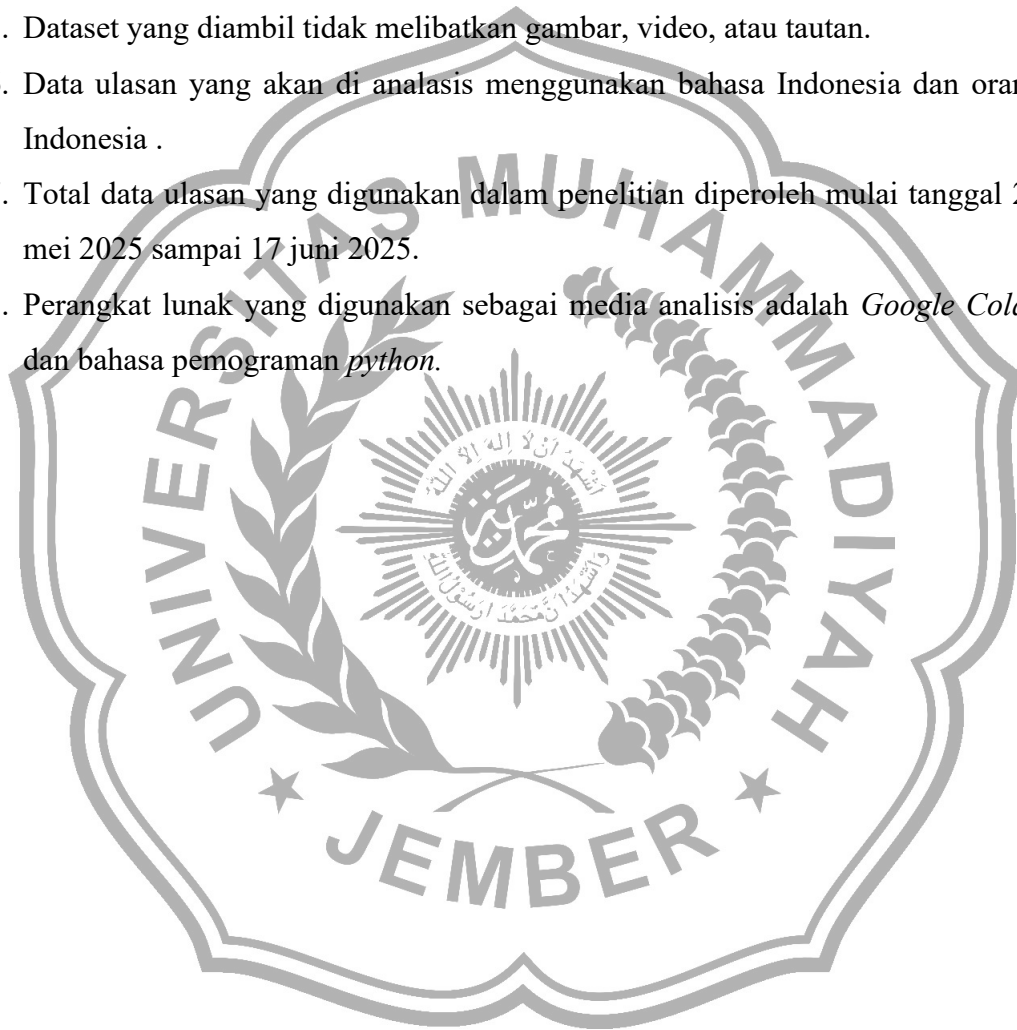 . Dataset yang diambil tidak melibatkan gambar, video, atau tautan.
. Data ulasan yang akan di analasis menggunakan bahasa Indonesia dan oran
Indonesia .
. Total data ulasan yang digunakan dalam penelitian diperoleh mulai tanggal 2
mei 2025 sampai 17 juni 2025.
. Perangkat lunak yang digunakan sebagai media analisis adalah Google Cola
dan bahasa pemograman python.
UNIVERSITAS MUHAMMADIYAH
JEMBER